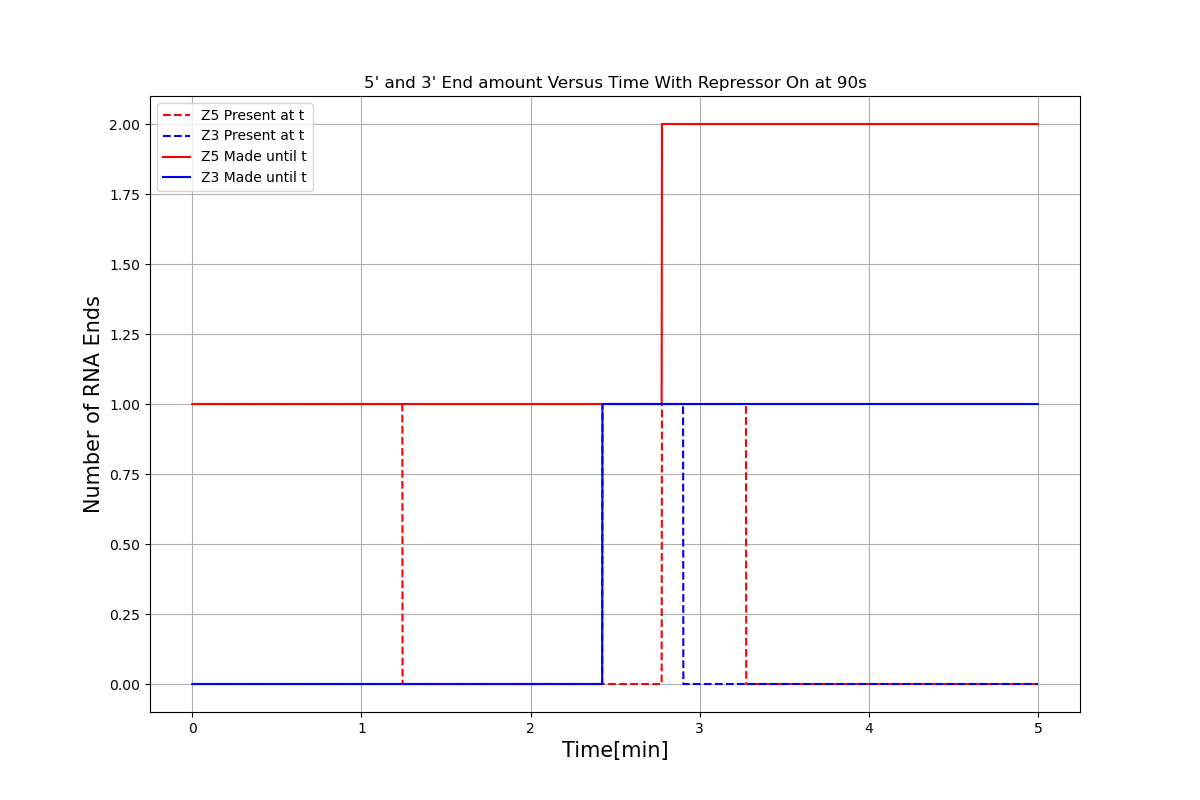 5' and 3' End amount Versus Time With Repressor On at 90s
Z5 Present at t
Z3 Present at t
Z5 Made until t
Z3 Made until t
Number of RNA Ends
2.00
1.75
1.50
1.25
1.00
0.75
0.50
0.25
0.00
0 1 2 3 4 5
Time[min]